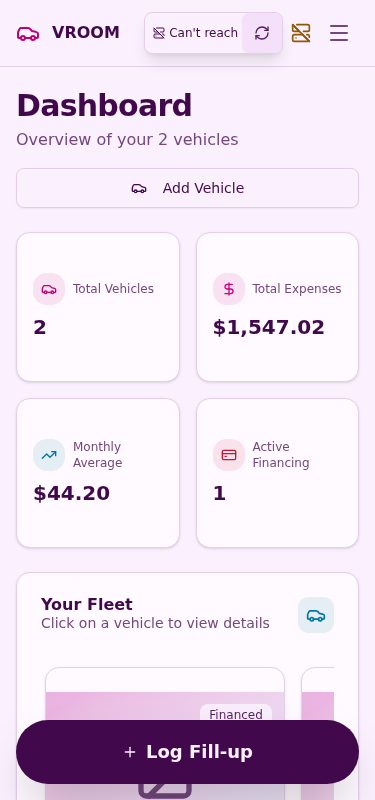 VROOM
Can't reach
Dashboard
Overview of your 2 vehicles
Add Vehicle
Total Vehicles
2
Total Expenses
$1,547.02
Monthly
Average
$44.20
Active
Financing
1
Your Fleet
Click on a vehicle to view details
Financed
+ Log Fill-up